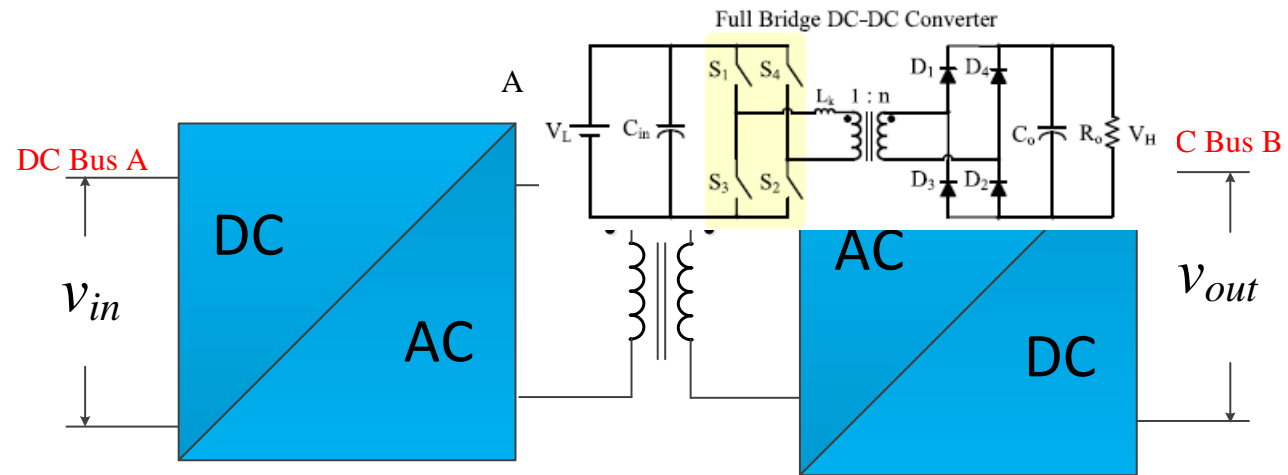 Full Bridge DC-DC Converter
A
S1 S4
D1 D4
Lk 1 : n
VL Cin Co Ro VH
DC Bus A
C Bus B
S3 S2
D3 D2
DC
AC
vin
vout
AC
DC